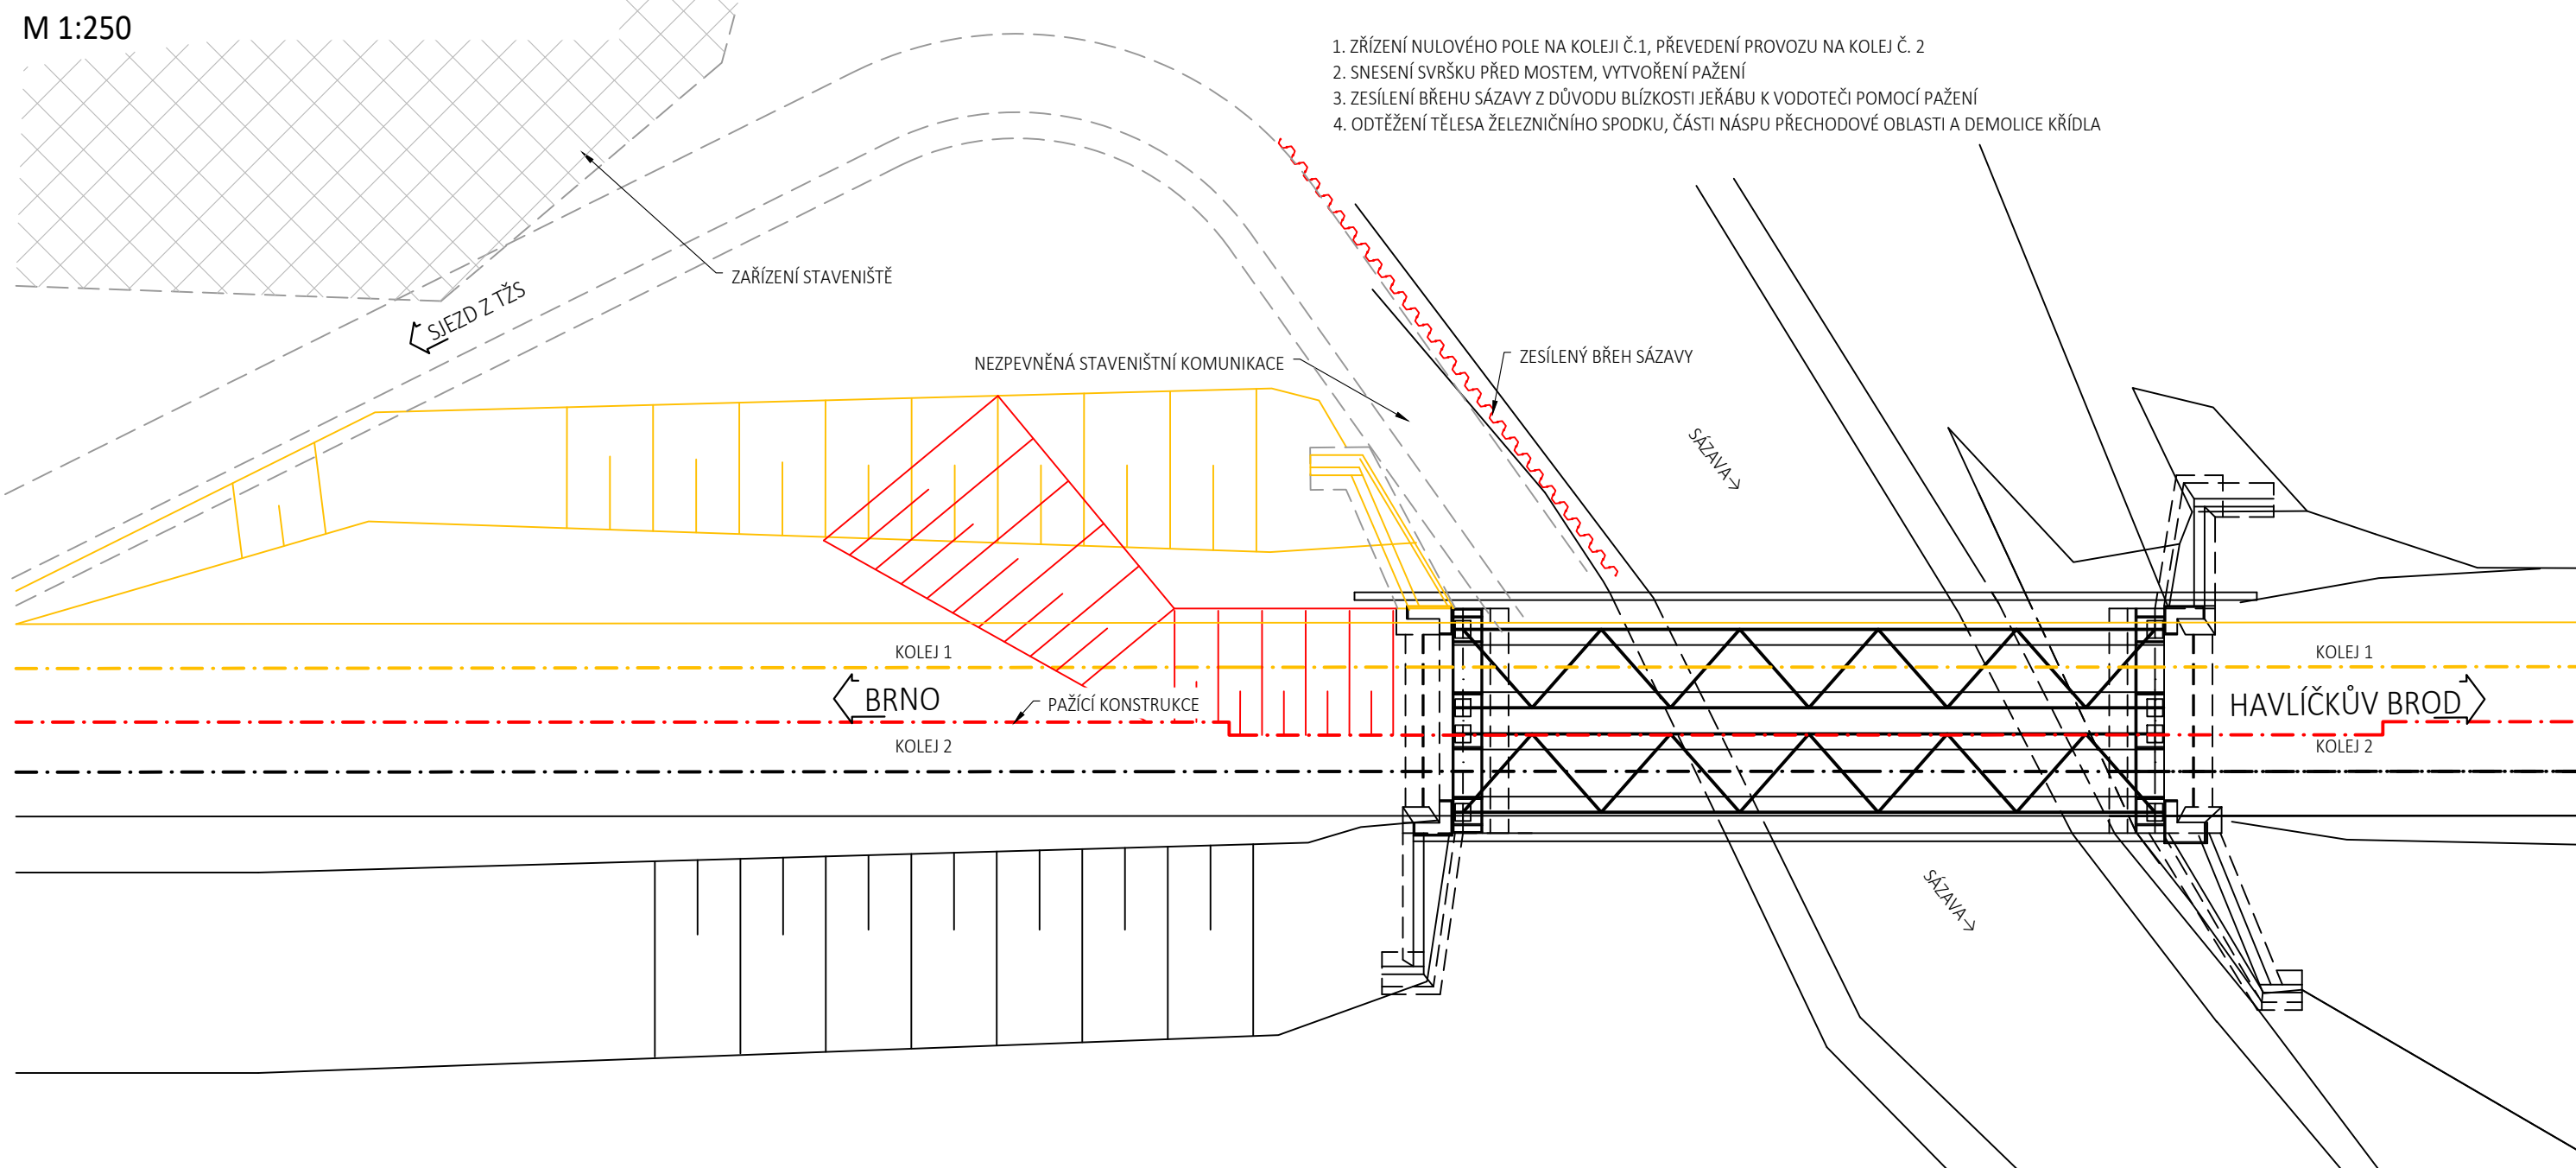 M 1:250
1. ZŘÍZENÍ NULOVÉHO POLE NA KOLEJI Č.1, PŘEVEDENÍ PROVOZU NA KOLEJ Č. 2
2. SNESENÍ SVRŠKU PŘED MOSTEM, VYTVOŘENÍ PAŽENÍ
3. ZESÍLENÍ BŘEHU SÁZAVY Z DŮVODU BLÍZKOSTI JEŘÁBU K VODOTEČI POMOCÍ PAŽENÍ
4. ODTĚŽENÍ TĚLESA ŽELEZNIČNÍHO SPODKU, ČÁSTI NÁSPU PŘECHODOVÉ OBLASTI A DEMOLICE KŘÍDLA
ZAŘÍZENÍ STAVENIŠTĚ
SJEZD Z TŽS
NEZPEVNĚNÁ STAVENIŠTNÍ KOMUNIKACE
ZESÍLENÝ BŘEH SÁZAVY
SÁZAVA→
KOLEJ 1
KOLEJ 1
BRNO
PAŽÍCÍ KONSTRUKCE
HAVLÍČKŮV BROD
KOLEJ 2
KOLEJ 2
SÁZAVA→